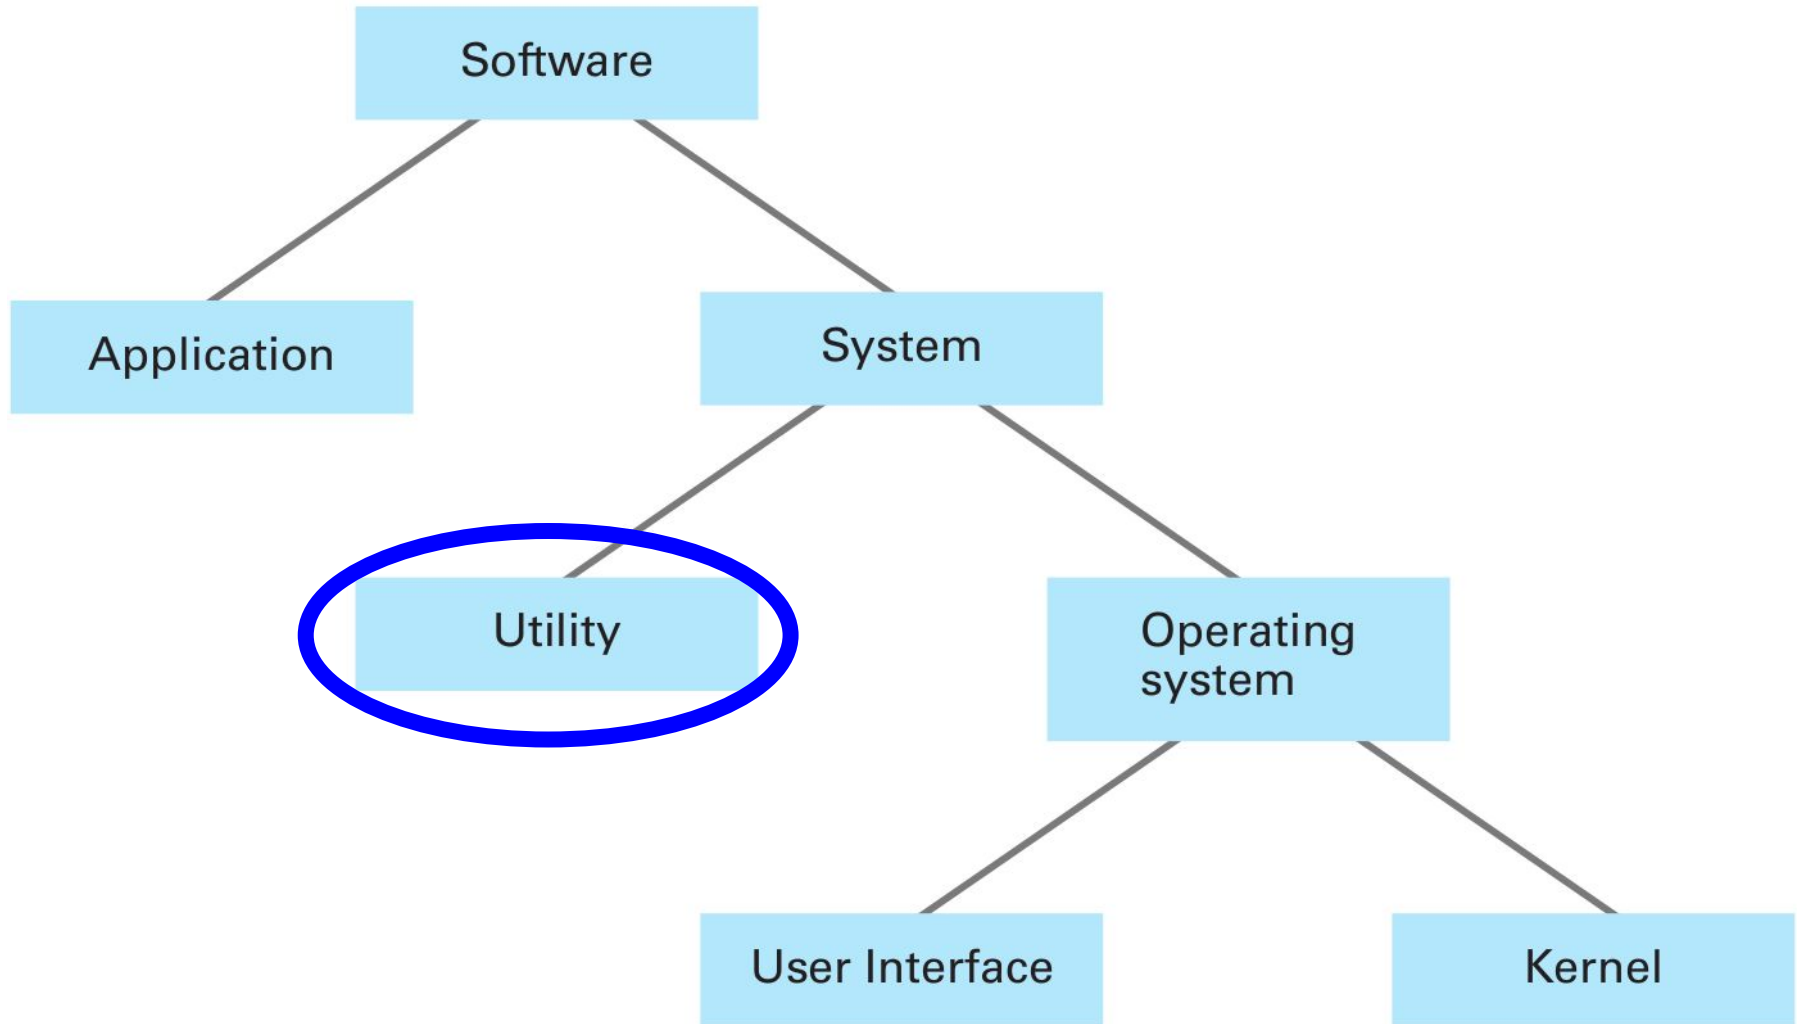 Software
Application
System
Utility
Operating
system
User Interface
Kernel